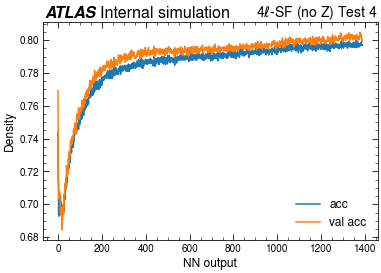 ATLAS Internal simulation 4ℓ-SF (no Z) Test 4
0.80
0.78
0.76
0.74
0.72
0.70
0.68
Density
acc
val acc
0 200 400 600 800 1000 1200 1400
NN output